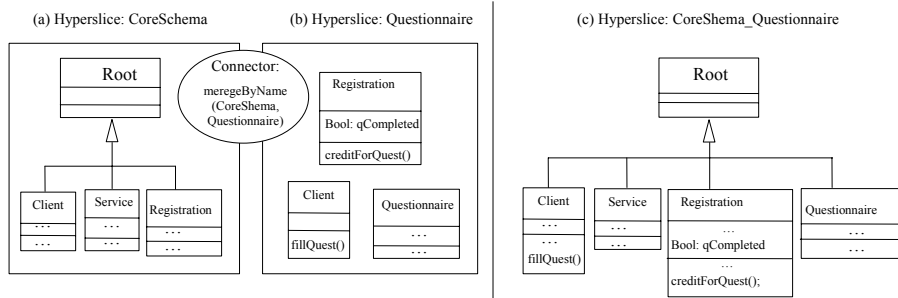 (a) Hyperslice: CoreSchema
(b) Hyperslice: Questionnaire
(c) Hyperslice: CoreShema_Questionnaire
Root
Client
...
...
Service
...
...
Registration
...
...
Connector:
meregeByName
(CoreShema,
Questionnaire)
Registration
Bool: qCompleted
creditForQuest()
Client
fillQuest()
Questionnaire
...
...
Root
Client
...
...
fillQuest()
Service
...
...
Registration
...
Bool: qCompleted
...
creditForQuest();
Questionnaire
...
...